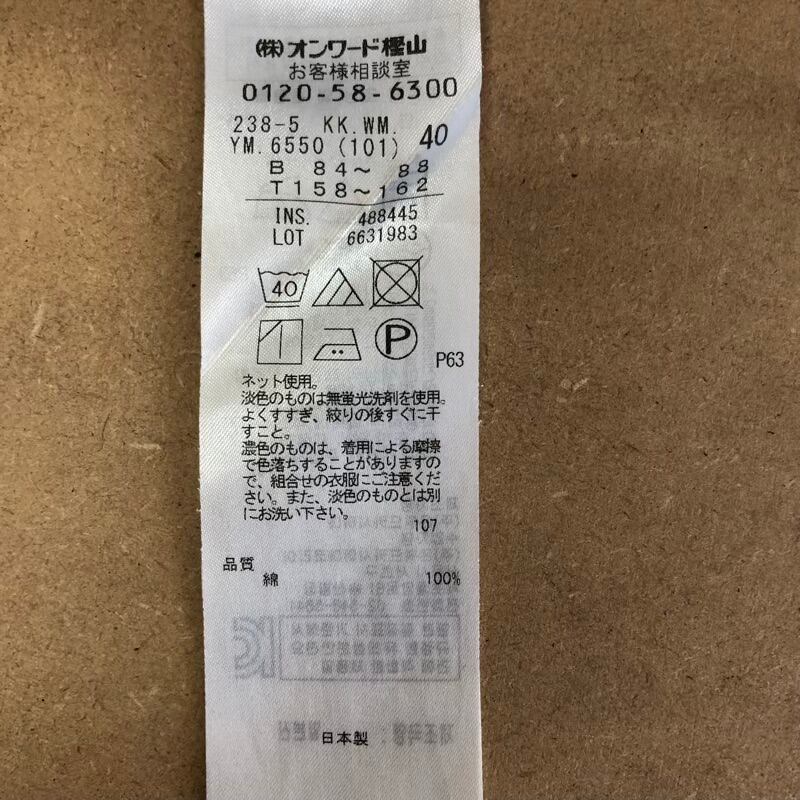 (株)オンワード樫山
お客様相談室
0120-58-6300
238-5 KK.WM.
YM.6550(101) 40
B 84~88
T158~162
INS. 488445
LOT 6631983
40
P
P63
ネット使用。
淡色のものは無蛍光洗剤を使用。
よくすすぎ、絞りの後すぐに干
すこと。
濃色のものは、着用による摩擦
で色落ちすることがありますの
で、組合せの衣服にご注意くだ
さい。また、淡色のものとは別
にお洗い下さい。
107
品質
綿 100%
日本製